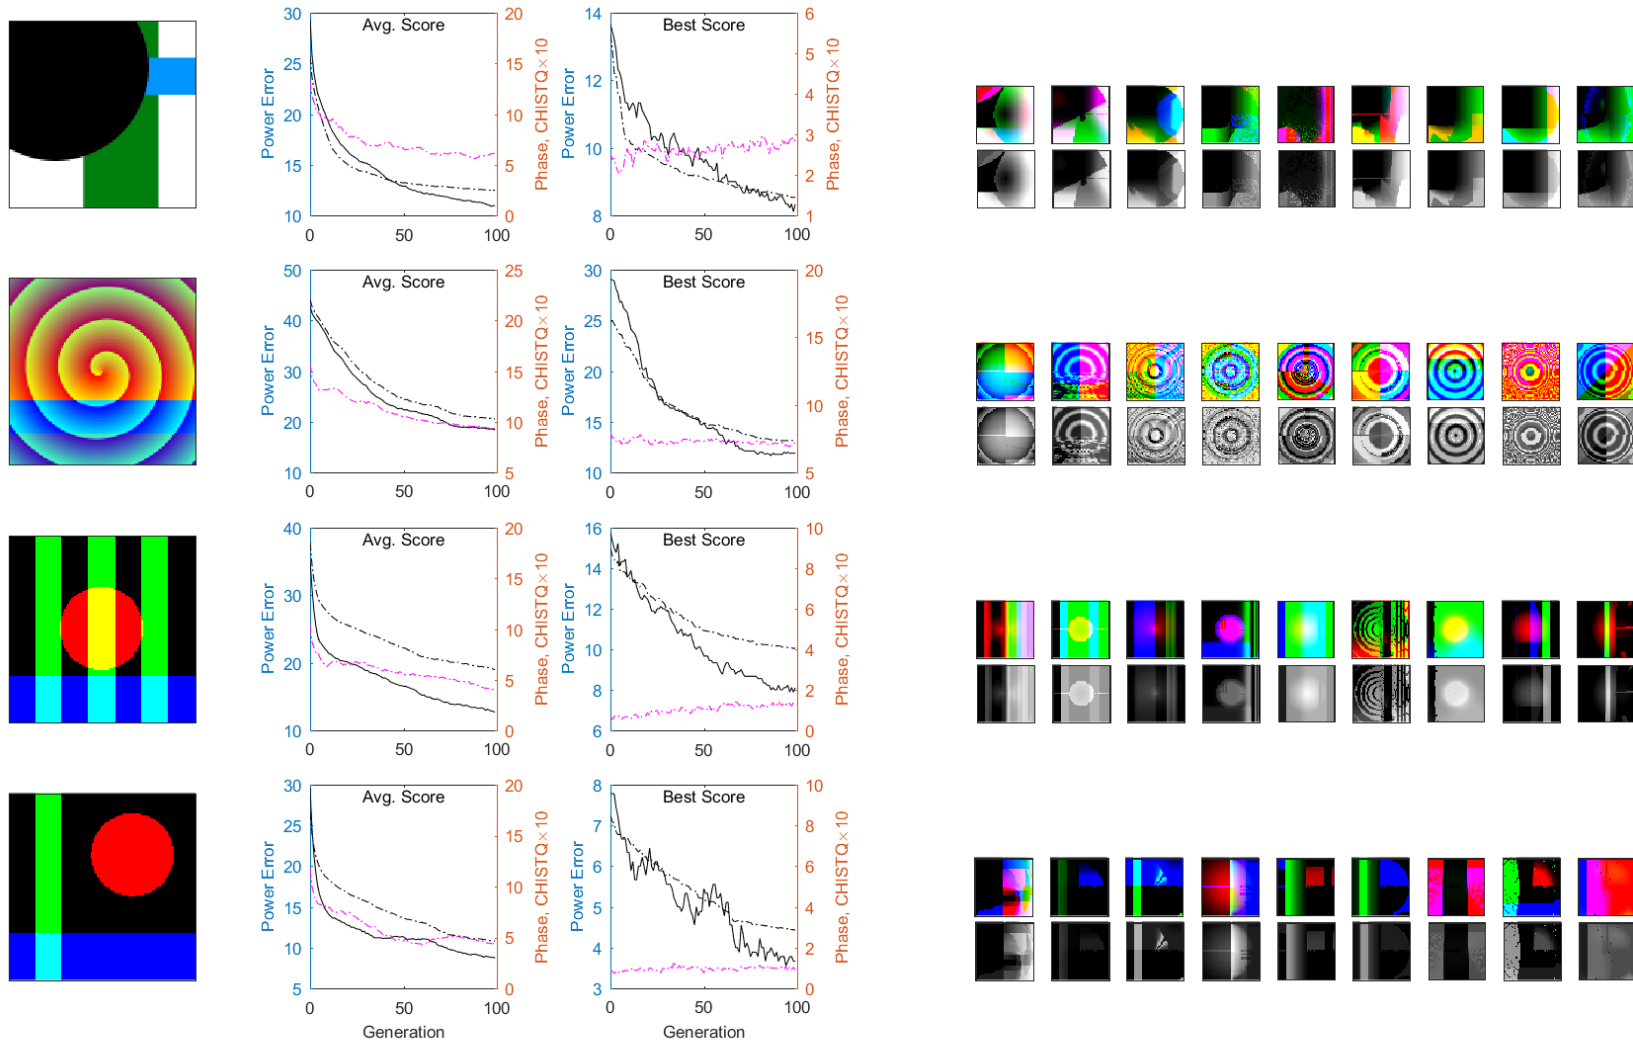 30
25
20
15
10
Power Error
Avg. Score
20
15
10
5
0
Phase, CHISTQ×10
0 50 100
14
12
10
8
Power Error
Best Score
6
5
4
3
2
1
Phase, CHISTQ×10
0 50 100
50
40
30
20
10
Power Error
Avg. Score
25
20
15
10
5
Phase, CHISTQ×10
0 50 100
30
25
20
15
10
Power Error
Best Score
20
15
10
5
Phase, CHISTQ×10
0 50 100
40
30
20
10
Power Error
Avg. Score
20
15
10
5
0
Phase, CHISTQ×10
0 50 100
16
14
12
10
8
6
Power Error
Best Score
10
8
6
4
2
0
Phase, CHISTQ×10
0 50 100
30
25
20
15
10
5
Power Error
Avg. Score
20
15
10
5
0
Phase, CHISTQ×10
0 50 100
Generation
8
7
6
5
4
3
Power Error
Best Score
10
8
6
4
2
0
Phase, CHISTQ×10
0 50 100
Generation